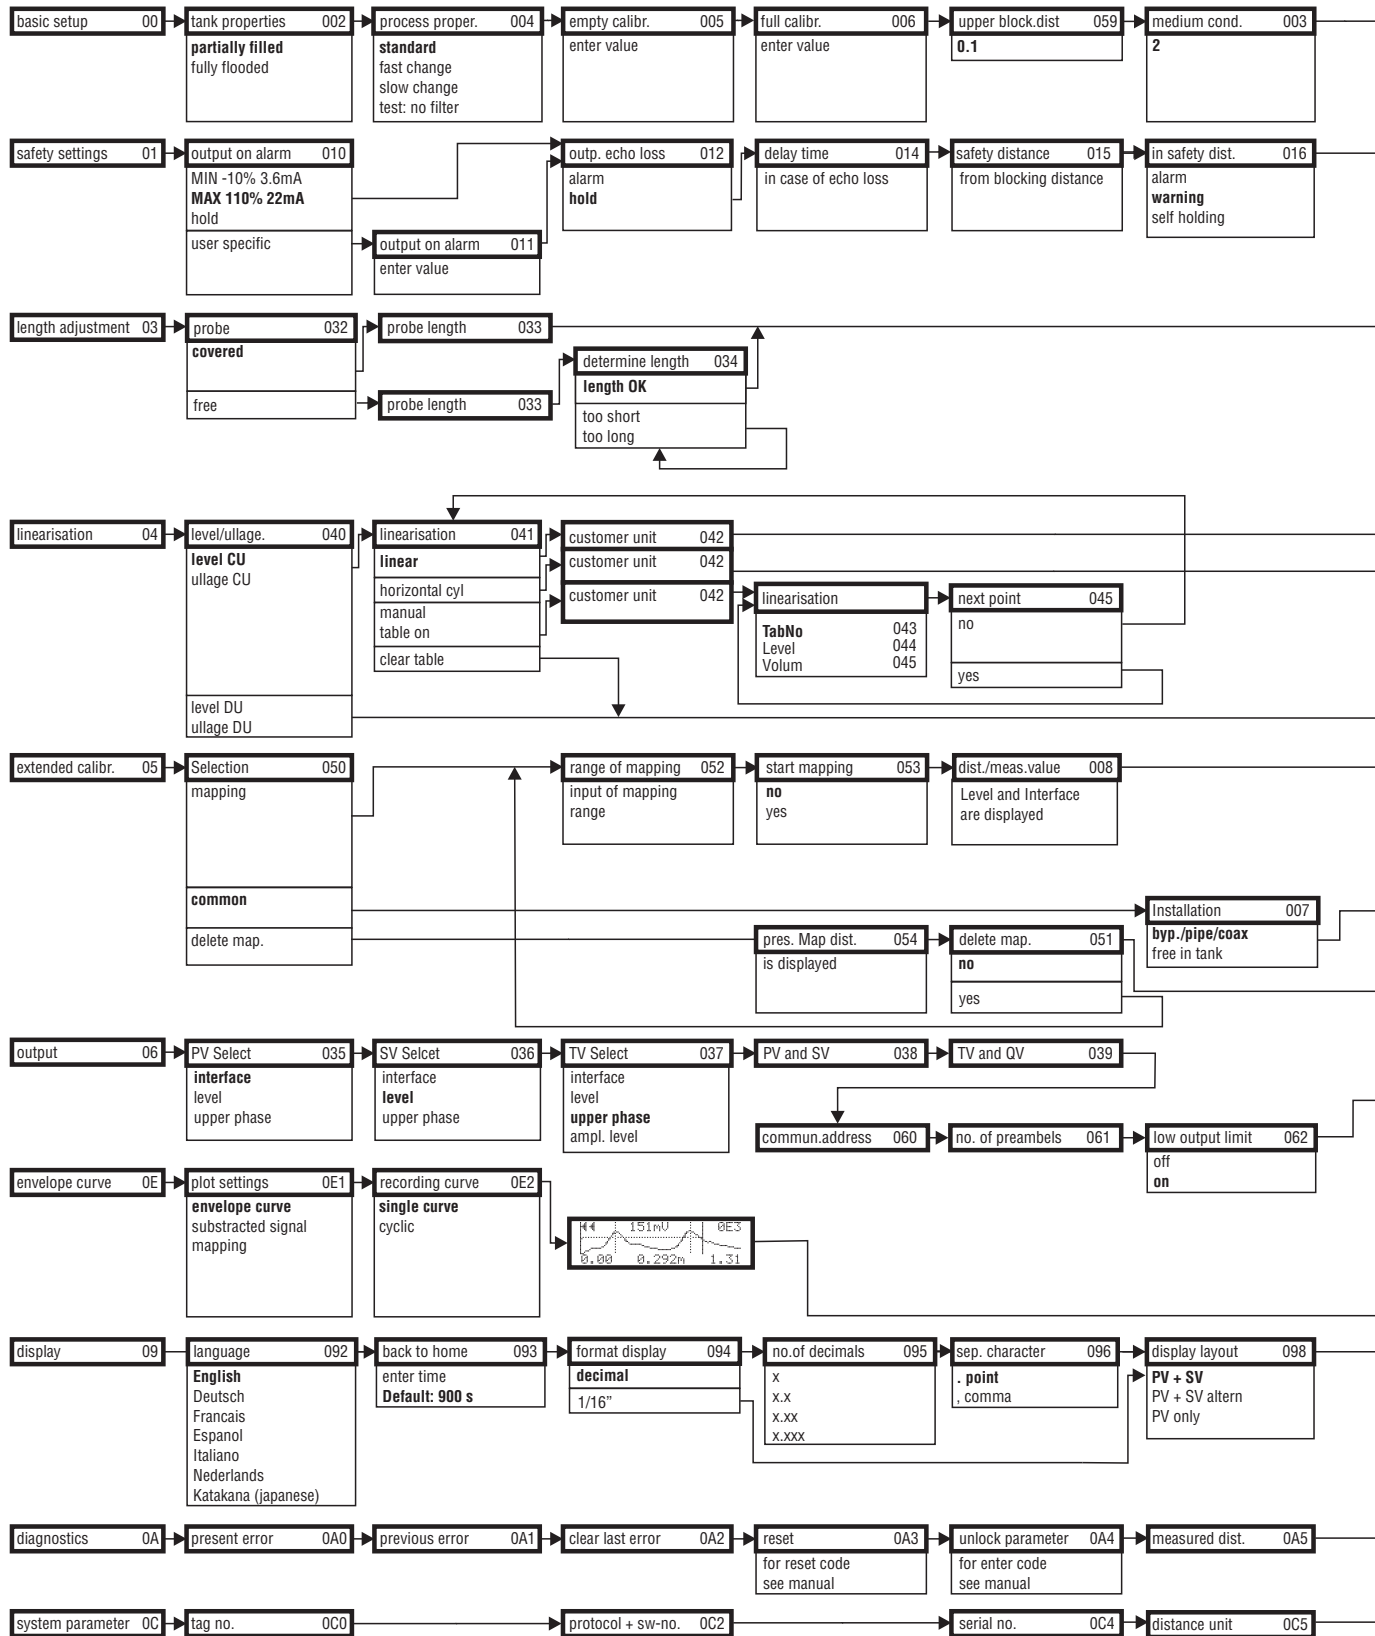 basic setup 00
tank properties 002
partially filled
fully flooded
process proper. 004
standard
fast change
slow change
test: no filter
empty calibr. 005
enter value
full calibr. 006
enter value
upper block.dist 059
0.1
medium cond. 003
2
safety settings 01
output on alarm 010
MIN -10% 3.6mA
MAX 110% 22mA
hold
user specific
output on alarm 011
enter value
outp. echo loss 012
alarm
hold
delay time 014
in case of echo loss
safety distance 015
from blocking distance
in safety dist. 016
alarm
warning
self holding
length adjustment 03
probe 032
covered
free
probe length 033
probe length 033
determine length 034
length OK
too short
too long
linearisation 04
level/ullage. 040
level CU
ullage CU
level DU
ullage DU
linearisation 041
linear
horizontal cyl
manual
table on
clear table
customer unit 042
customer unit 042
customer unit 042
linearisation
TabNo 043
Level 044
Volum 045
next point 045
no
yes
extended calibr. 05
Selection 050
mapping
common
delete map.
range of mapping 052
input of mapping
range
start mapping 053
no
yes
dist./meas.value 008
Level and Interface
are displayed
Installation 007
byp./pipe/coax
free in tank
pres. Map dist. 054
is displayed
delete map. 051
no
yes
output 06
PV Select 035
interface
level
upper phase
SV Selcet 036
interface
level
upper phase
TV Select 037
interface
level
upper phase
ampl. level
PV and SV 038
TV and QV 039
commun.address 060
no. of preambels 061
low output limit 062
off
on
envelope curve 0E
plot settings 0E1
envelope curve
substracted signal
mapping
recording curve 0E2
single curve
cyclic
151mV 0E3
0.00 0.292m 1.31
display 09
language 092
English
Deutsch
Francais
Espanol
Italiano
Nederlands
Katakana (japanese)
back to home 093
enter time
Default: 900 s
format display 094
decimal
1/16”
no.of decimals 095
x
x.x
x.xx
x.xxx
sep. character 096
. point
, comma
display layout 098
PV + SV
PV + SV altern
PV only
diagnostics 0A
present error 0A0
previous error 0A1
clear last error 0A2
reset 0A3
for reset code
see manual
unlock parameter 0A4
for enter code
see manual
measured dist. 0A5
system parameter 0C
tag no. 0C0
protocol + sw-no. 0C2
serial no. 0C4
distance unit 0C5